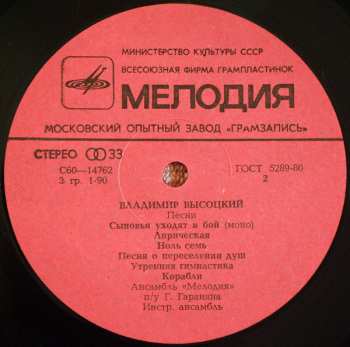 МИНИСТЕРСТВО КУЛЬТУРЫ СССР
ВСЕСОЮЗНАЯ ФИРМА ГРАМПЛАСТИНОК
МЕЛОДИЯ
МОСКОВСКИЙ ОПЫТНЫЙ ЗАВОД «ГРАМЗАПИСЬ»
СТЕРЕО 33
С60—14762
3. гр. 1-90
ГОСТ 5289-80
2
ВЛАДИМИР ВЫСОЦКИЙ
Песни
Сыновья уходят в бой (моно)
Лирическая
Ноль семь
Песня о переселении душ
Утренняя гимнастика
Корабли
Ансамбль «Мелодия»
п/у Г. Гараняна
Инстр. ансамбль